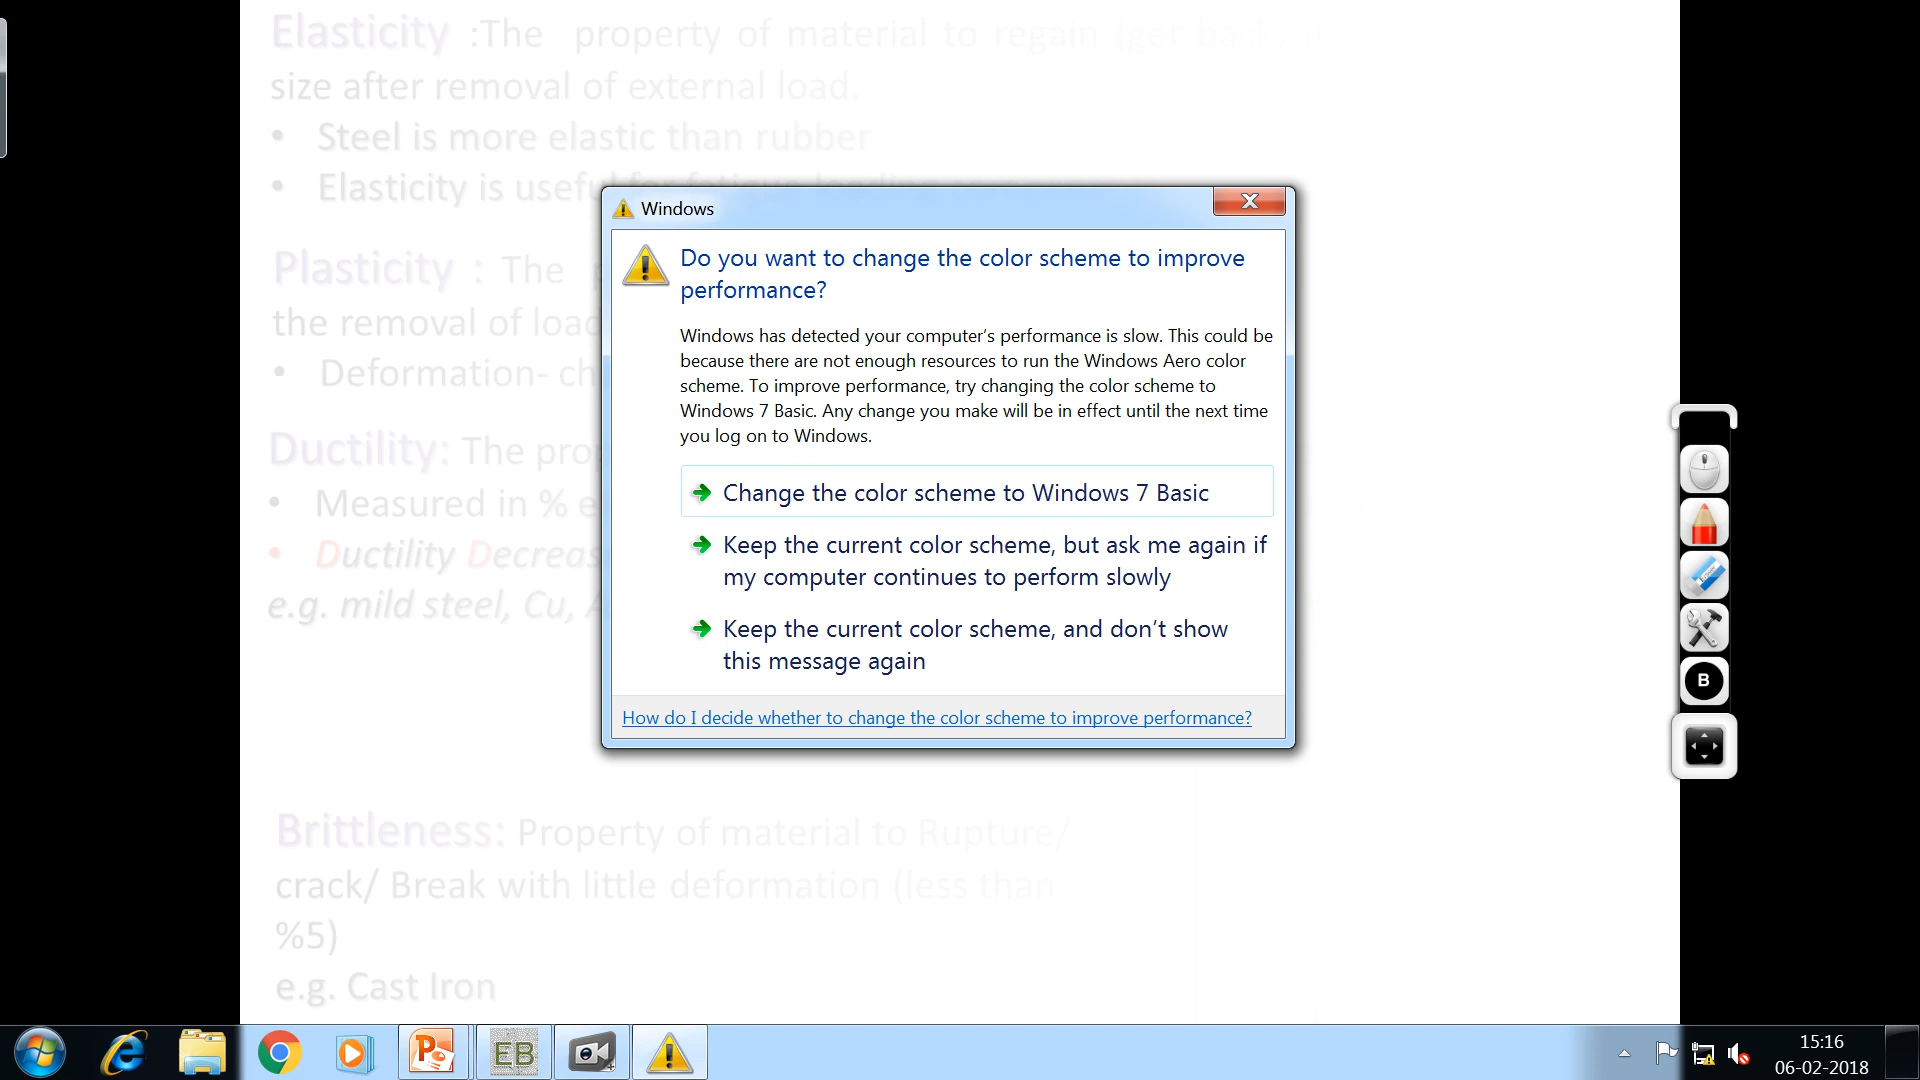 Elasticity :The property of material to regain (get back)
size after removal of external load.
• Steel is more elastic than rubber
• Elasticity is useful for fatigue loading
Windows
Do you want to change the color scheme to improve
performance?
Windows has detected your computer's performance is slow. This could be
because there are not enough resources to run the Windows Aero color
scheme. To improve performance, try changing the color scheme to
Windows 7 Basic. Any change you make will be in effect until the next time
you log on to Windows.
Change the color scheme to Windows 7 Basic
Keep the current color scheme, but ask me again if
my computer continues to perform slowly
Keep the current color scheme, and don't show
this message again
How do I decide whether to change the color scheme to improve performance?
Plasticity : The
the removal of load
• Deformation-
Ductility: The
• Measured in %
• Ductility
e.g. mild steel, Cu,
Brittleness: Property of material to Rupture/
crack/ Break with little deformation (less than
%5)
e.g. Cast Iron
B
EB
15:16
06-02-2018